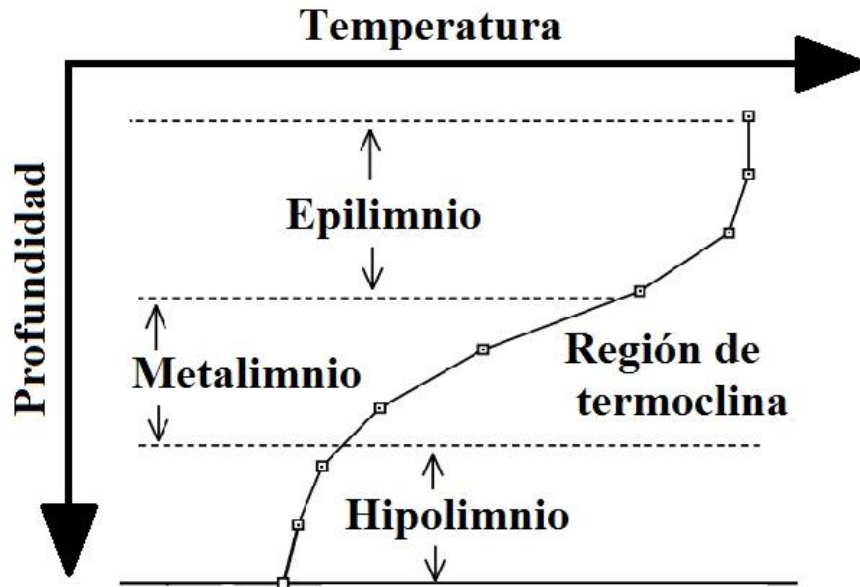 Temperatura
Profundidad
Epilimnio
Metalimnio
Región de
termoclina
Hipolimnio